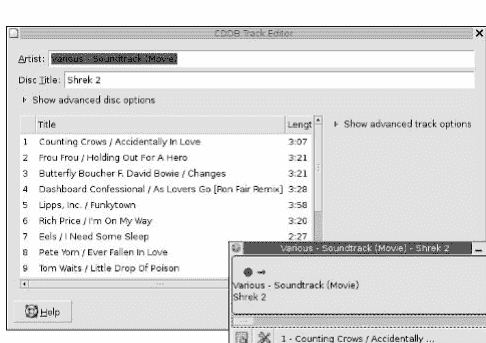 CDDB Track Editor
Artist: Various - Soundtrack (Movie)
Disc Title: Shrek 2
Show advanced disc options
Title Lengt
Show advanced track options
1 Counting Crows / Accidentally In Love 3:07
2 Frou Frou / Holding Out For A Hero 3:21
3 Butterfly Boucher F. David Bowie / Changes 3:21
4 Dashboard Confessional / As Lovers Go [Ron Fair Remix] 3:28
5 Lipps, Inc. / Funkytown 3:58
6 Rich Price / I'm On My Way 3:20
7 Eels / I Need Some Sleep 2:27
8 Pete Yorn / Ever Fallen In Love
9 Tom Waits / Little Drop Of Poison
Help
Various - Soundtrack (Movie) - Shrek 2
Various - Soundtrack (Movie)
Shrek 2
1 - Counting Crows / Accidentally ...